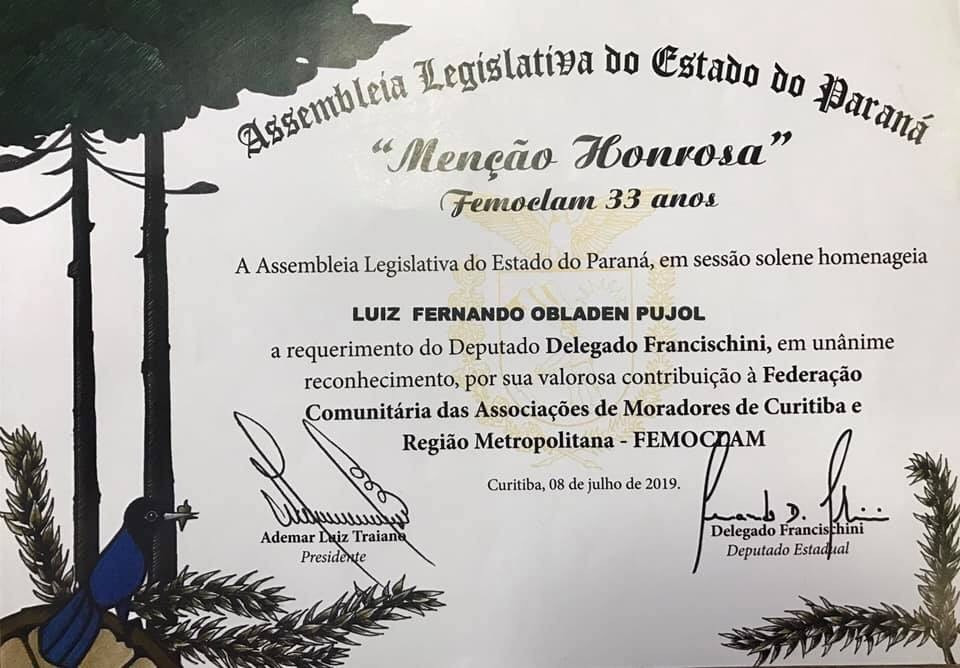 Assembleia Legislativa do Estado do Paraná
“Menção Honrosa”
Femoclam 33 anos
A Assembleia Legislativa do Estado do Paraná, em sessão solene homenageia
LUIZ FERNANDO OBLADEN PUJOL
a requerimento do Deputado Delegado Francischini, em unânime
reconhecimento, por sua valorosa contribuição à Federação
Comunitária das Associações de Moradores de Curitiba e
Região Metropolitana - FEMOCLAM
Curitiba, 08 de julho de 2019.
Ademar Luiz Traiano
Presidente
Delegado Francischini
Deputado Estadual